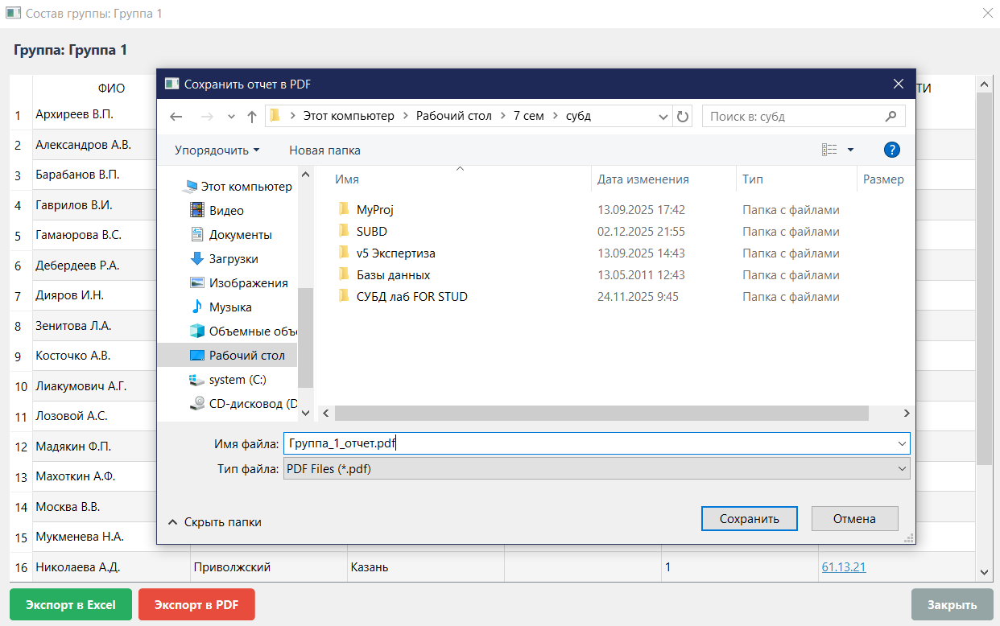 Состав группы: Группа 1
Группа: Группа 1
ФИО
ТИ
1 Архиреев В.П.
2 Александров А.В.
3 Барабанов В.П.
4 Гаврилов В.И.
5 Гамаюрова В.С.
6 Дебердеев Р.А.
7 Дияров И.Н.
8 Зенитова Л.А.
9 Косточко А.В.
10 Лиакумович А.Г.
11 Лозовой А.С.
12 Мадякин Ф.П.
13 Махоткин А.Ф.
14 Москва В.В.
15 Мукменева Н.А.
16 Николаева А.Д. Приволжский Казань 1 61.13.21
Экспорт в Excel Экспорт в PDF Закрыть
Сохранить отчет в PDF
Этот компьютер Рабочий стол 7 сем субд
Поиск в: субд
Упорядочить Новая папка ?
Этот компьютер
Видео
Документы
Загрузки
Изображения
Музыка
Объемные объе
Рабочий стол
system (C:)
CD-дисковод (D
Имя Дата изменения Тип Размер
MyProj 13.09.2025 17:42 Папка с файлами
SUBD 02.12.2025 21:55 Папка с файлами
v5 Экспертиза 13.09.2025 14:43 Папка с файлами
Базы данных 13.05.2011 12:43 Папка с файлами
СУБД лаб FOR STUD 24.11.2025 9:45 Папка с файлами
Имя файла: Группа_1_отчет.pdf
Тип файла: PDF Files (*.pdf)
Скрыть папки Сохранить Отмена